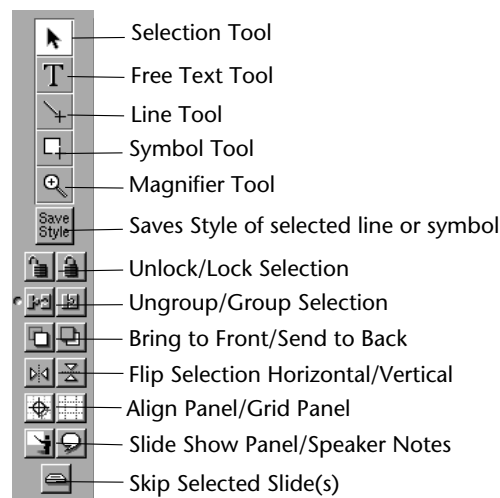 Selection Tool
T
Free Text Tool
Line Tool
Symbol Tool
Magnifier Tool
Save
Style
Saves Style of selected line or symbol
Unlock/Lock Selection
Ungroup/Group Selection
Bring to Front/Send to Back
Flip Selection Horizontal/Vertical
Align Panel/Grid Panel
Slide Show Panel/Speaker Notes
Skip Selected Slide(s)